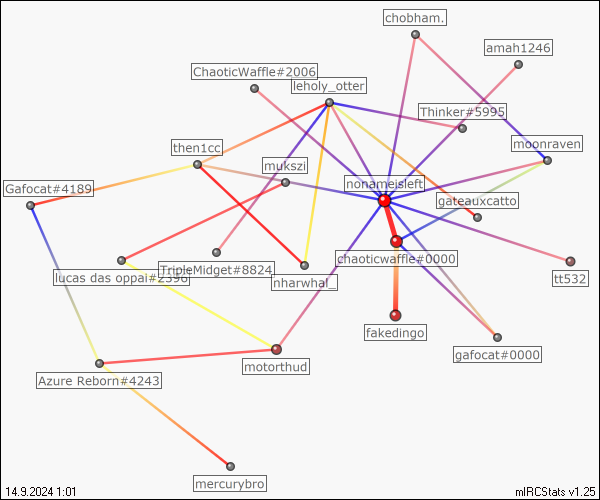 chobham.
amah1246
ChaoticWaffle#2006
leholy_otter
Thinker#5995
then1cc
moonraven
mukszi
nonameisleft
Gafocat#4189
gateauxcatto
chaoticwaffle#0000
TripleMidget#8824
lucas das oppai#2396
nharwhal_
tt532
fakedingo
gafocat#0000
motorthud
Azure Reborn#4243
mercurybro
14.9.2024 1:01
mIRCStats v1.25